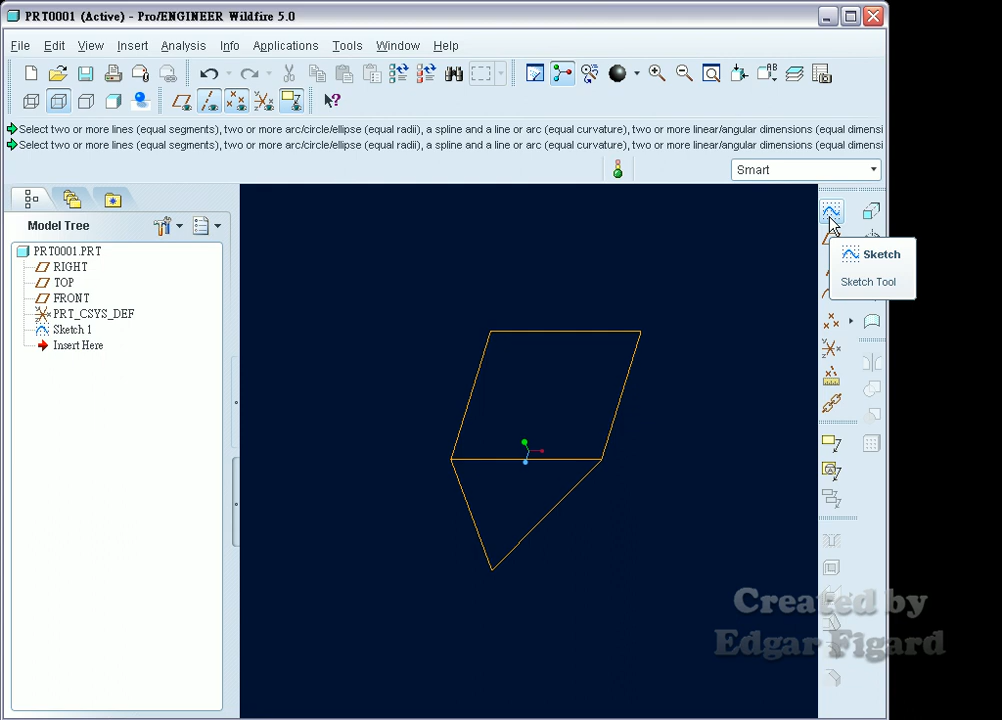 PRT0001 (Active) - Pro/ENGINEER Wildfire 5.0
File Edit View Insert Analysis Info Applications Tools Window Help
Select two or more lines (equal segments), two or more arc/circle/ellipse (equal radii), a spline and a line or arc (equal curvature), two or more linear/angular dimensions (equal dimensi
Select two or more lines (equal segments), two or more arc/circle/ellipse (equal radii), a spline and a line or arc (equal curvature), two or more linear/angular dimensions (equal dimensi
Smart
Model Tree
PRT0001.PRT
RIGHT
TOP
FRONT
PRT_CSYS_DEF
Sketch 1
Insert Here
Sketch
Sketch Tool
Created by
Edgar Figard